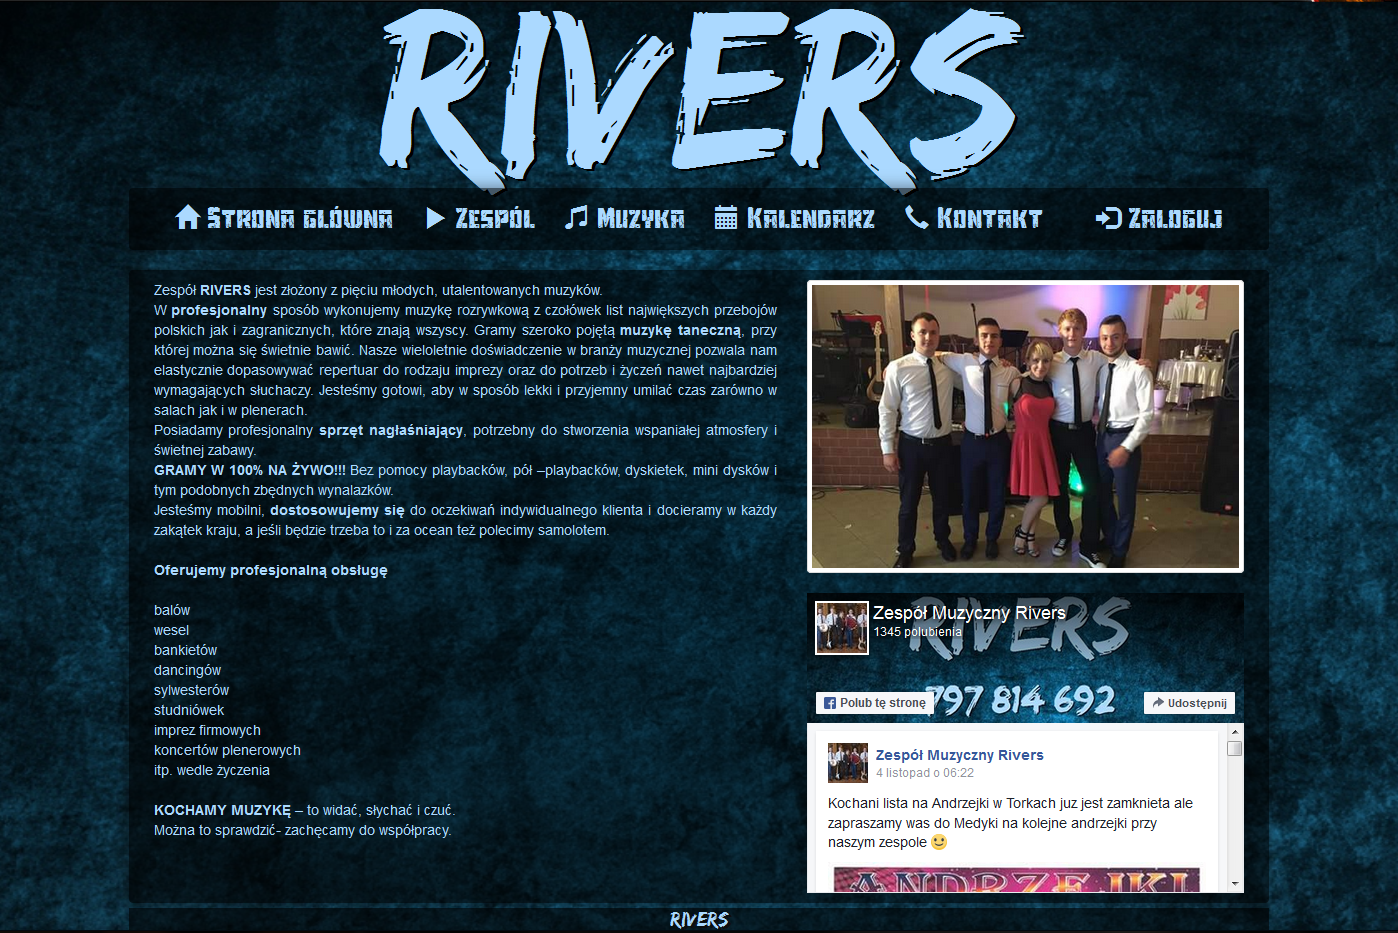 RIVERS
Strona główna Zespół Muzyka Kalendarz Kontakt Zaloguj
Zespół RIVERS jest złożony z pięciu młodych, utalentowanych muzyków.
W profesjonalny sposób wykonujemy muzykę rozrywkową z czołówek list największych przebojów
polskich jak i zagranicznych, które znają wszyscy. Gramy szeroko pojętą muzykę taneczną, przy
której można się świetnie bawić. Nasze wieloletnie doświadczenie w branży muzycznej pozwala nam
elastycznie dopasowywać repertuar do rodzaju imprezy oraz do potrzeb i życzeń nawet najbardziej
wymagających słuchaczy. Jesteśmy gotowi, aby w sposób lekki i przyjemny umilać czas zarówno w
salach jak i w plenerach.
Posiadamy profesjonalny sprzęt nagłaśniający, potrzebny do stworzenia wspaniałej atmosfery i
świetnej zabawy.
GRAMY W 100% NA ŻYWO!!! Bez pomocy playbacków, pół –playbacków, dyskietek, mini dysków i
tym podobnych zbędnych wynalazków.
Jesteśmy mobilni, dostosowujemy się do oczekiwań indywidualnego klienta i docieramy w każdy
zakątek kraju, a jeśli będzie trzeba to i za ocean też polecimy samolotem.
Oferujemy profesjonalną obsługę
balów
wesel
bankietów
dancingów
sylwesterów
studniówek
imprez firmowych
koncertów plenerowych
itp. wedle życzenia
KOCHAMY MUZYKĘ – to widać, słychać i czuć.
Można to sprawdzić- zachęcamy do współpracy.
Zespół Muzyczny Rivers
1345 polubienia
RIVERS
797 814 692
Polub tę stronę
Udostępnij
Zespół Muzyczny Rivers
4 listopad o 06:22
Kochani lista na Andrzejki w Torkach juz jest zamknieta ale
zapraszamy was do Medyki na kolejne andrzejki przy
naszym zespole
ANDRZEJKI
RIVERS